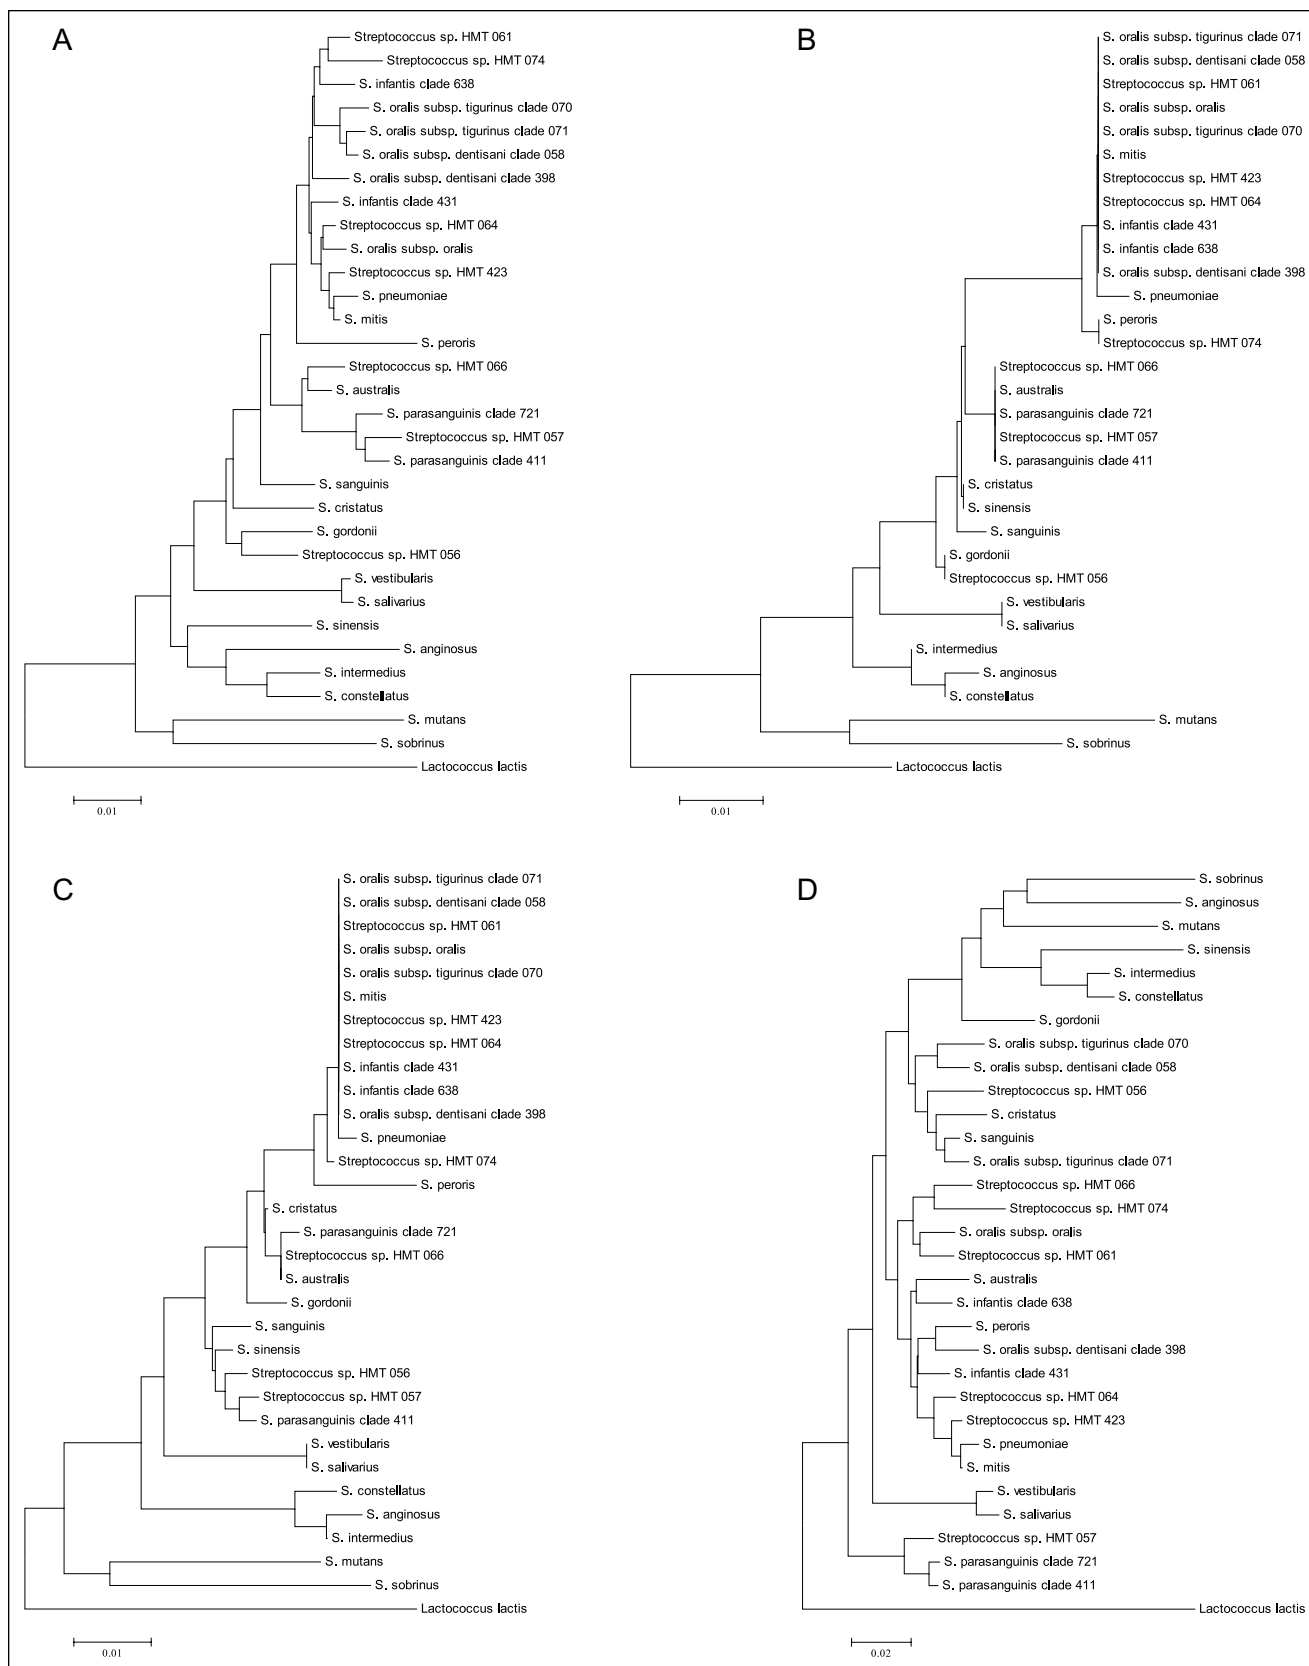 A
Streptococcus sp. HMT 061
Streptococcus sp. HMT 074
S. infantis clade 638
S. oralis subsp. tigurinus clade 070
S. oralis subsp. tigurinus clade 071
S. oralis subsp. dentisani clade 058
S. oralis subsp. dentisani clade 398
S. infantis clade 431
Streptococcus sp. HMT 064
S. oralis subsp. oralis
Streptococcus sp. HMT 423
S. pneumoniae
S. mitis
S. peroris
Streptococcus sp. HMT 066
S. australis
S. parasanguinis clade 721
Streptococcus sp. HMT 057
S. parasanguinis clade 411
S. sanguinis
S. cristatus
S. gordonii
Streptococcus sp. HMT 056
S. vestibularis
S. salivarius
S. sinensis
S. anginosus
S. intermedius
S. constellatus
S. mutans
S. sobrinus
Lactococcus lactis
0.01
B
S. oralis subsp. tigurinus clade 071
S. oralis subsp. dentisani clade 058
Streptococcus sp. HMT 061
S. oralis subsp. oralis
S. oralis subsp. tigurinus clade 070
S. mitis
Streptococcus sp. HMT 423
Streptococcus sp. HMT 064
S. infantis clade 431
S. infantis clade 638
S. oralis subsp. dentisani clade 398
S. pneumoniae
S. peroris
Streptococcus sp. HMT 074
Streptococcus sp. HMT 066
S. australis
S. parasanguinis clade 721
Streptococcus sp. HMT 057
S. parasanguinis clade 411
S. cristatus
S. sinensis
S. sanguinis
S. gordonii
Streptococcus sp. HMT 056
S. vestibularis
S. salivarius
S. intermedius
S. anginosus
S. constellatus
S. mutans
S. sobrinus
Lactococcus lactis
0.01
C
S. oralis subsp. tigurinus clade 071
S. oralis subsp. dentisani clade 058
Streptococcus sp. HMT 061
S. oralis subsp. oralis
S. oralis subsp. tigurinus clade 070
S. mitis
Streptococcus sp. HMT 423
Streptococcus sp. HMT 064
S. infantis clade 431
S. infantis clade 638
S. oralis subsp. dentisani clade 398
S. pneumoniae
Streptococcus sp. HMT 074
S. peroris
S. cristatus
S. parasanguinis clade 721
Streptococcus sp. HMT 066
S. australis
S. gordonii
S. sanguinis
S. sinensis
Streptococcus sp. HMT 056
Streptococcus sp. HMT 057
S. parasanguinis clade 411
S. vestibularis
S. salivarius
S. constellatus
S. anginosus
S. intermedius
S. mutans
S. sobrinus
Lactococcus lactis
0.01
D
S. sobrinus
S. anginosus
S. mutans
S. sinensis
S. intermedius
S. constellatus
S. gordonii
S. oralis subsp. tigurinus clade 070
S. oralis subsp. dentisani clade 058
Streptococcus sp. HMT 056
S. cristatus
S. sanguinis
S. oralis subsp. tigurinus clade 071
Streptococcus sp. HMT 066
Streptococcus sp. HMT 074
S. oralis subsp. oralis
Streptococcus sp. HMT 061
S. australis
S. infantis clade 638
S. peroris
S. oralis subsp. dentisani clade 398
S. infantis clade 431
Streptococcus sp. HMT 064
Streptococcus sp. HMT 423
S. pneumoniae
S. mitis
S. vestibularis
S. salivarius
Streptococcus sp. HMT 057
S. parasanguinis clade 721
S. parasanguinis clade 411
Lactococcus lactis
0.02